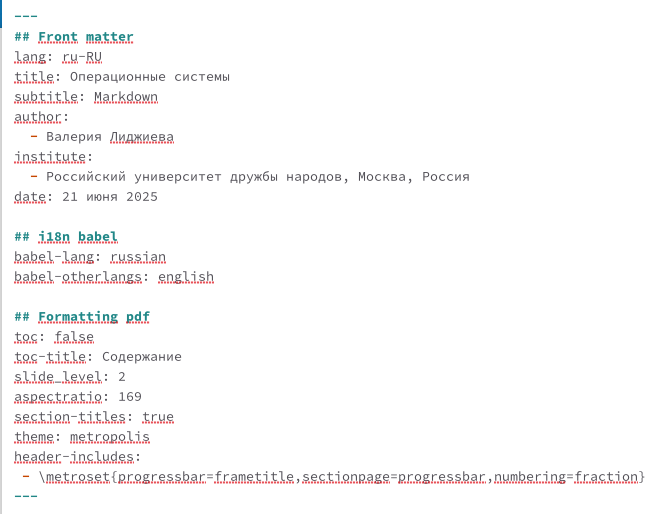 ---
## Front matter
lang: ru-RU
title: Операционные системы
subtitle: Markdown
author:
  - Валерия Лиджиева
institute:
  - Российский университет дружбы народов, Москва, Россия
date: 21 июня 2025

## i18n babel
babel-lang: russian
babel-otherlangs: english

## Formatting pdf
toc: false
toc-title: Содержание
slide_level: 2
aspectratio: 169
section-titles: true
theme: metropolis
header-includes:
 - \metroset{progressbar=frametitle,sectionpage=progressbar,numbering=fraction}
---